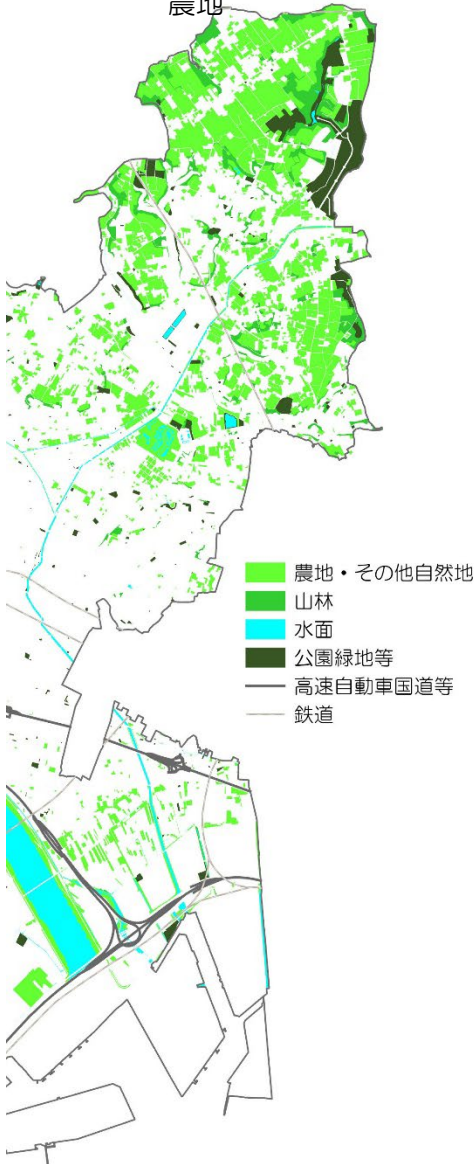 農地
農地・その他自然地
山林
水面
公園緑地等
高速自動車国道等
鉄道